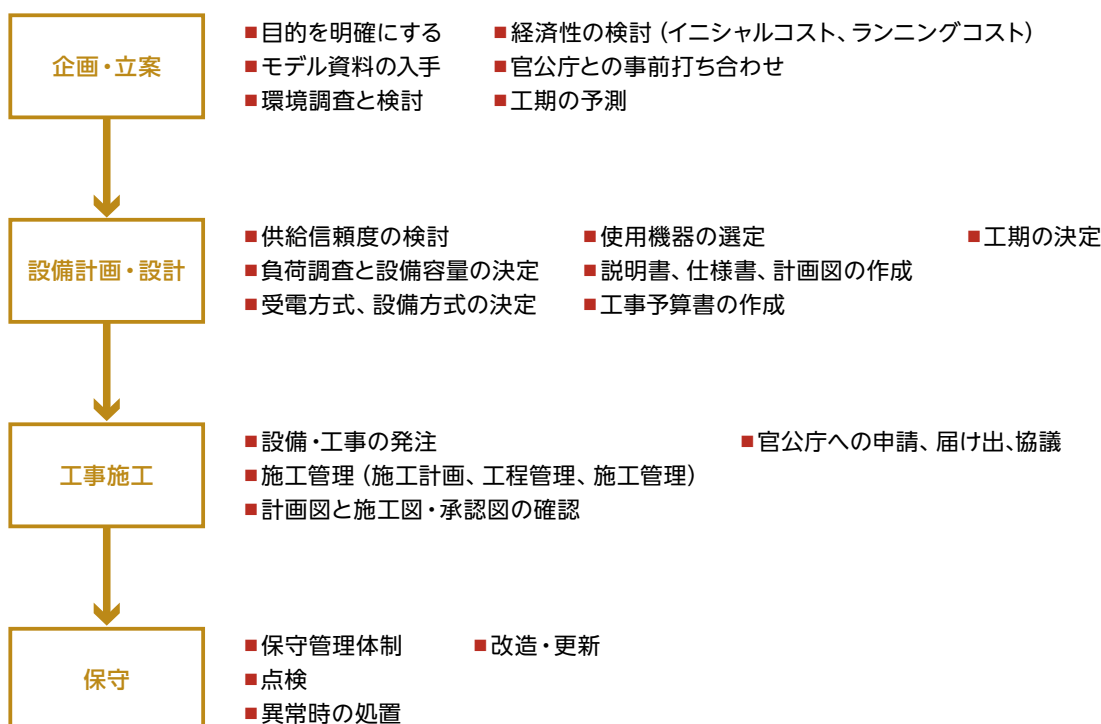 企画・立案
■目的を明確にする ■経済性の検討（イニシャルコスト、ランニングコスト）
■モデル資料の入手 ■官公庁との事前打ち合わせ
■環境調査と検討 ■工期の予測
設備計画・設計
■供給信頼度の検討 ■使用機器の選定 ■工期の決定
■負荷調査と設備容量の決定 ■説明書、仕様書、計画図の作成
■受電方式、設備方式の決定 ■工事予算書の作成
工事施工
■設備・工事の発注 ■官公庁への申請、届け出、協議
■施工管理（施工計画、工程管理、施工管理）
■計画図と施工図・承認図の確認
保守
■保守管理体制 ■改造・更新
■点検
■異常時の処置